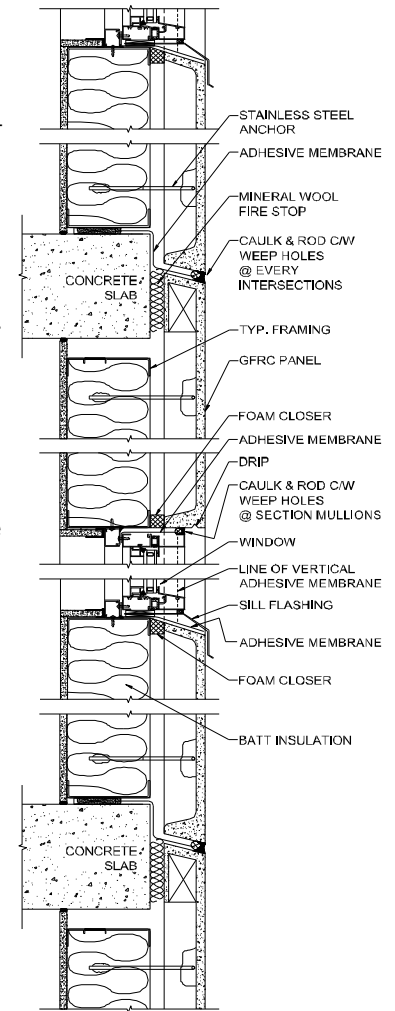 STAINLESS STEEL
ANCHOR
ADHESIVE MEMBRANE
MINERAL WOOL
FIRE STOP
CAULK & ROD C/W
WEEP HOLES
@ EVERY
INTERSECTIONS
CONCRETE
SLAB
TYP. FRAMING
GFRC PANEL
FOAM CLOSER
ADHESIVE MEMBRANE
DRIP
CAULK & ROD C/W
WEEP HOLES
@ SECTION MULLIONS
WINDOW
LINE OF VERTICAL
ADHESIVE MEMBRANE
SILL FLASHING
ADHESIVE MEMBRANE
FOAM CLOSER
BATT INSULATION
CONCRETE
SLAB